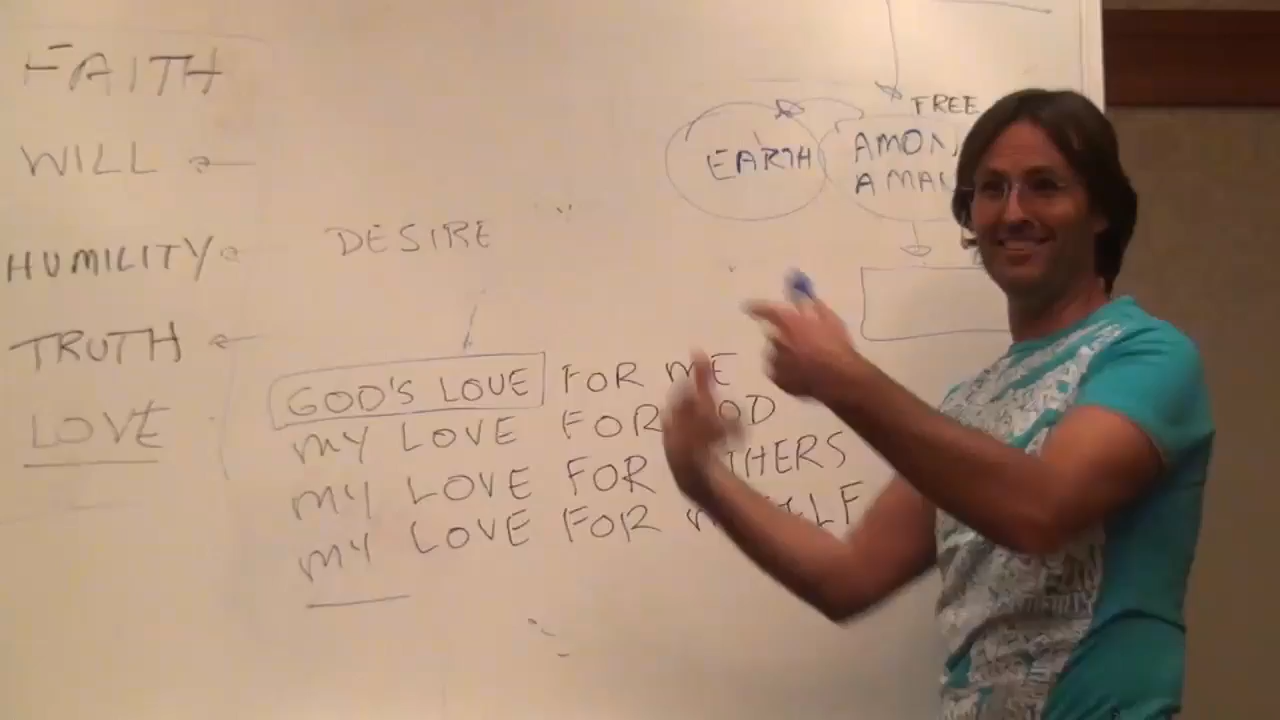 FAITH
WILL
HUMILITY
TRUTH
LOVE
DESIRE
GOD'S LOVE FOR ME
MY LOVE FOR
MY LOVE FOR
MY LOVE FOR
EARTH
FREE